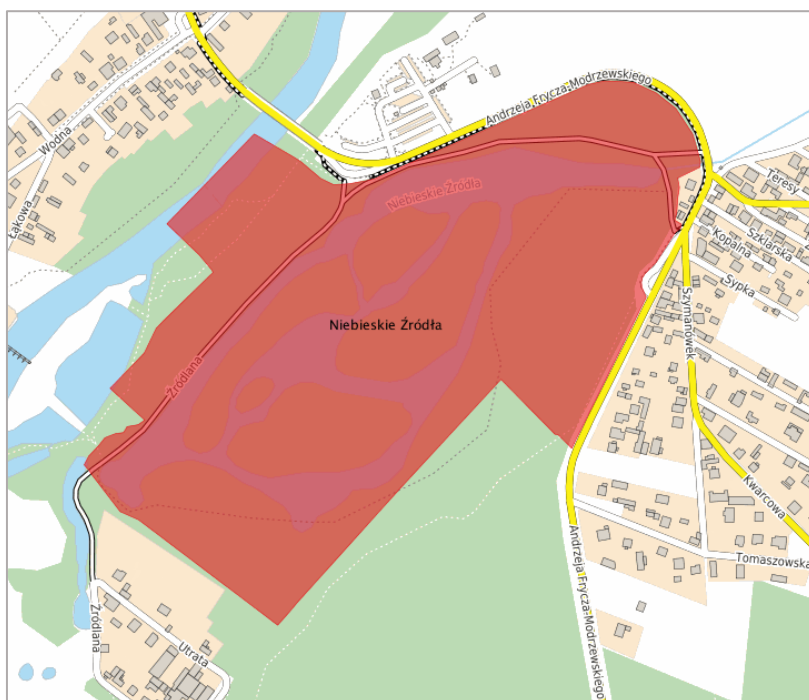 Wodna
Łąkowa
Andrzeja Frycza-Modrzewskiego
Niebieskie Źródła
Teresy
Szklarska
Kopalna
Sypka
Szymanówek
Niebieskie Źródła
Źródlana
Kwarcowa
Tomaszowska
Andrzeja Frycza-Modrzewskiego
Źródlana
Utrata